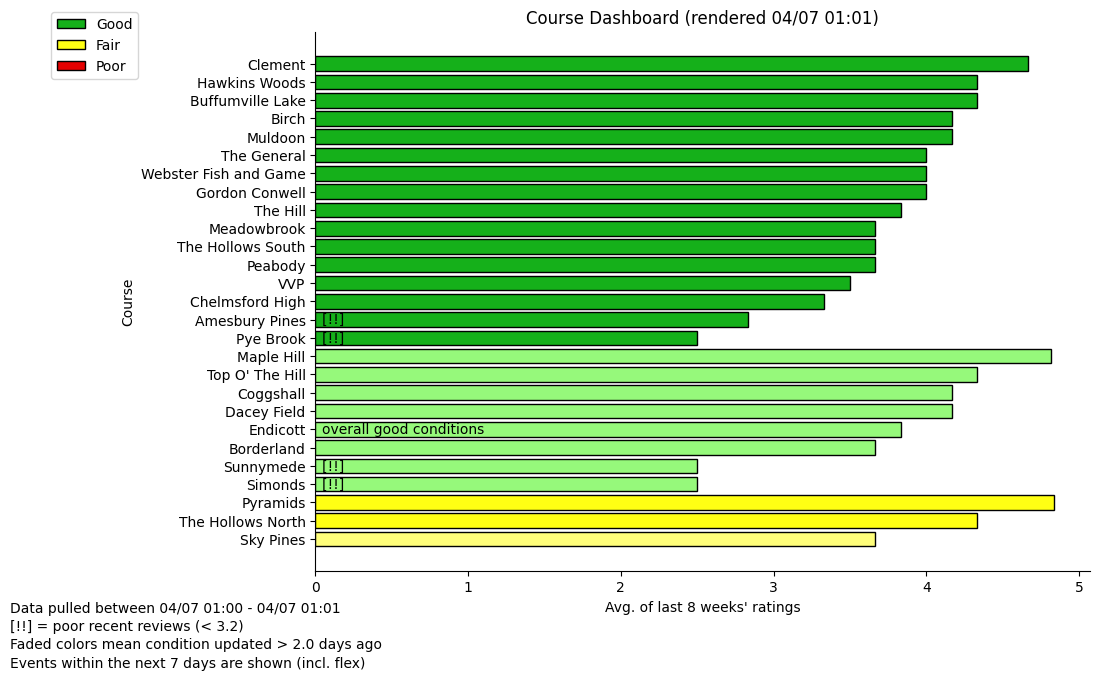 Good
Fair
Poor
Course Dashboard (rendered 04/07 01:01)
Course
Clement
Hawkins Woods
Buffumville Lake
Birch
Muldoon
The General
Webster Fish and Game
Gordon Conwell
The Hill
Meadowbrook
The Hollows South
Peabody
VVP
Chelmsford High
Amesbury Pines [!!]
Pye Brook [!!]
Maple Hill
Top O' The Hill
Coggshall
Dacey Field
Endicott overall good conditions
Borderland
Sunnymede [!!]
Simonds [!!]
Pyramids
The Hollows North
Sky Pines
0 1 2 3 4 5
Avg. of last 8 weeks' ratings
Data pulled between 04/07 01:00 - 04/07 01:01
[!!] = poor recent reviews (< 3.2)
Faded colors mean condition updated > 2.0 days ago
Events within the next 7 days are shown (incl. flex)